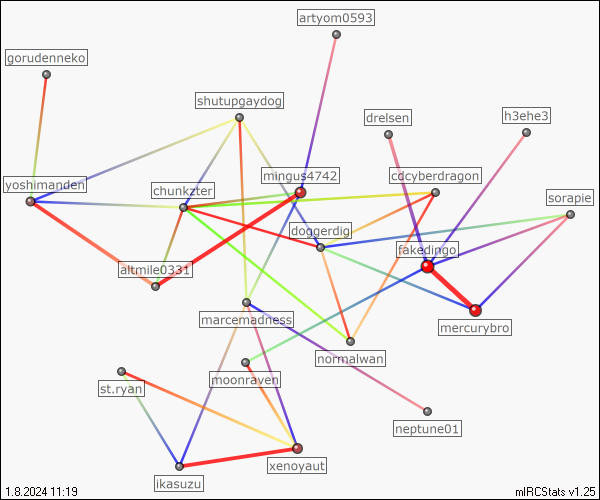 artyom0593
gorudenneko
shutupgaydog
drelsen
h3ehe3
mingus4742
cdcyberdragon
yoshimanden
chunkzter
sorapie
doggerdig
fakedingo
altmile0331
marcemadness
mercurybro
normalwan
moonraven
st.ryan
neptune01
xenoyaut
ikasuzu
1.8.2024 11:19
mIRCStats v1.25